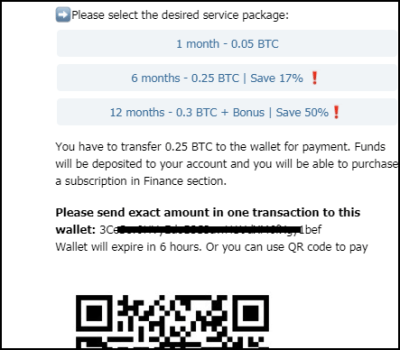 Please select the desired service package:
1 month - 0.05 BTC
6 months - 0.25 BTC | Save 17% ❗
12 months - 0.3 BTC + Bonus | Save 50% ❗
You have to transfer 0.25 BTC to the wallet for payment. Funds
will be deposited to your account and you will be able to purchase
a subscription in Finance section.
Please send exact amount in one transaction to this
wallet: 3Ce 1bef
Wallet will expire in 6 hours. Or you can use QR code to pay